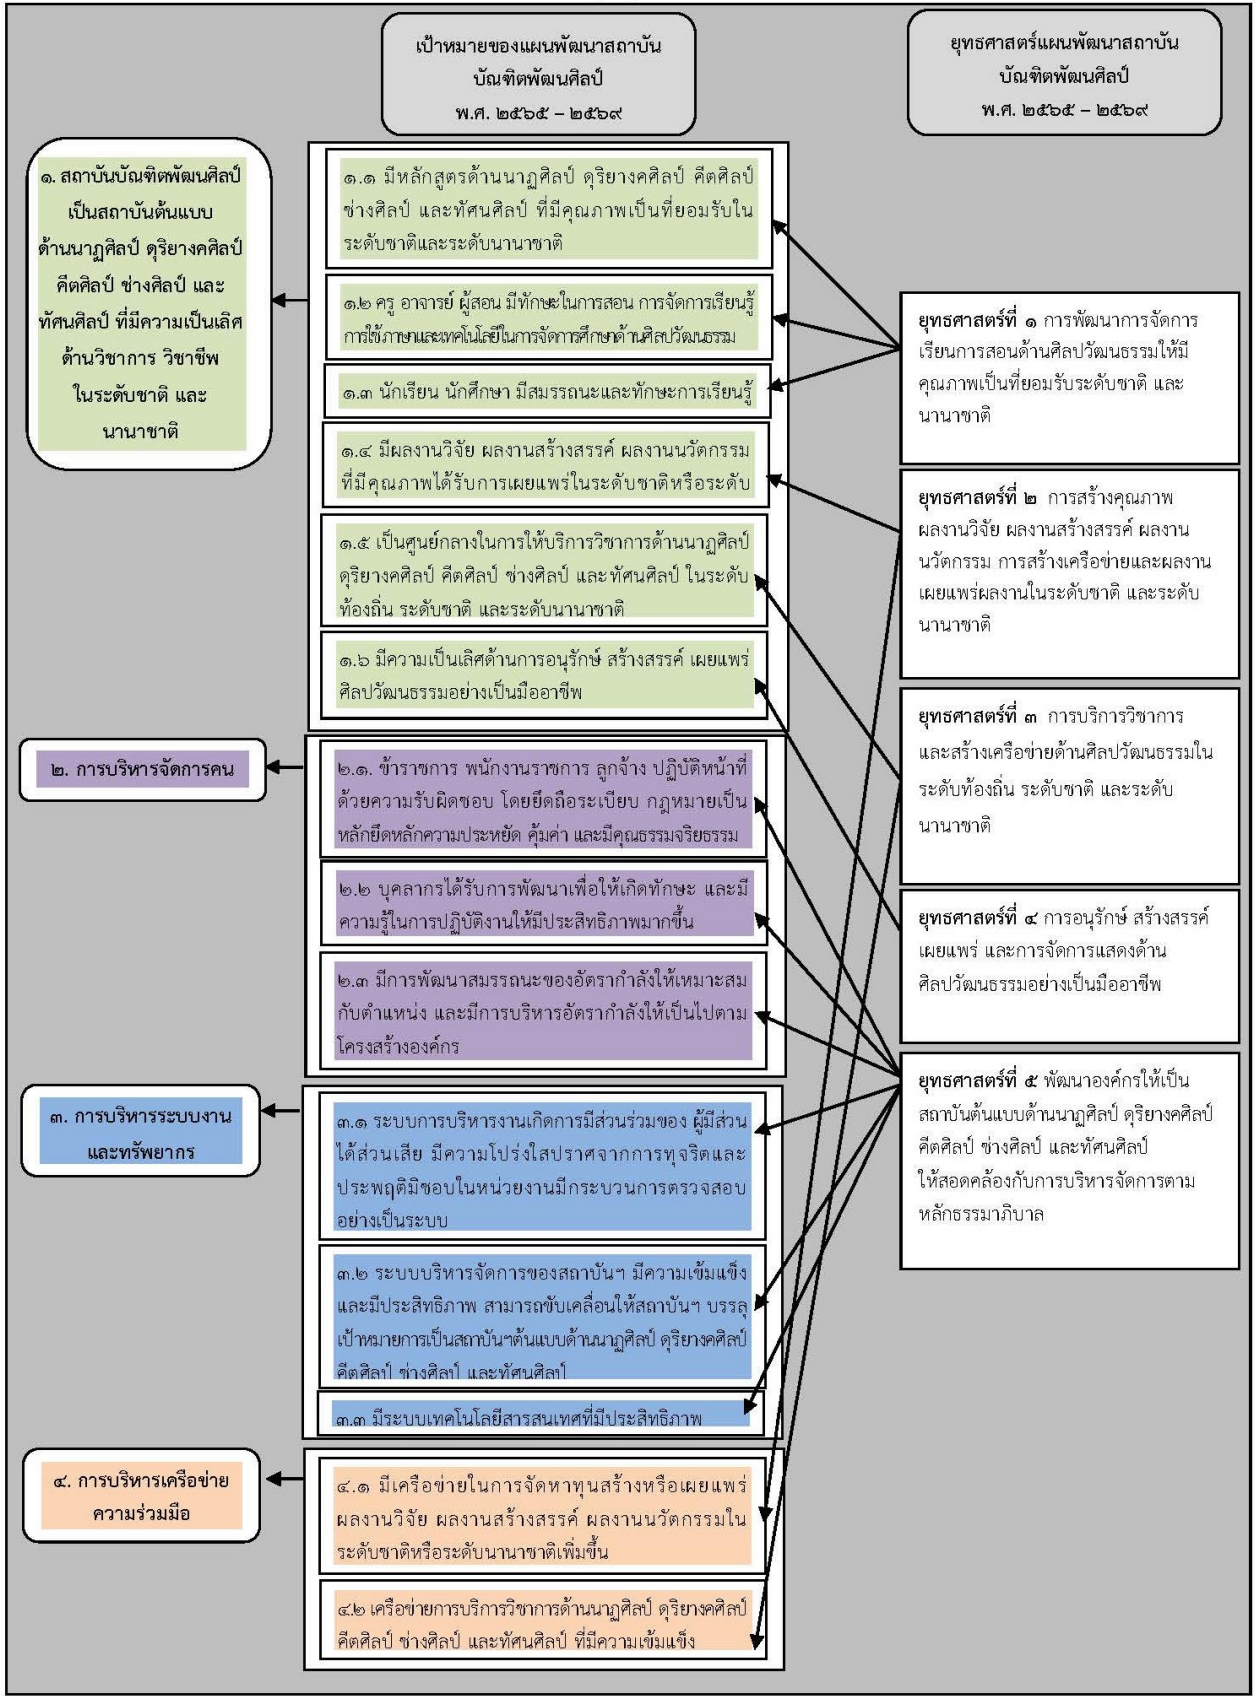 เป้าหมายของแผนพัฒนาสถาบัน
บัณฑิตพัฒนศิลป์
พ.ศ. ๒๕๖๕ – ๒๕๖๙
ยุทธศาสตร์แผนพัฒนาสถาบัน
บัณฑิตพัฒนศิลป์
พ.ศ. ๒๕๖๕ – ๒๕๖๙
๑. สถาบันบัณฑิตพัฒนศิลป์
เป็นสถาบันต้นแบบ
ด้านนาฏศิลป์ ดุริยางคศิลป์
คีตศิลป์ ช่างศิลป์ และ
ทัศนศิลป์ ที่มีความเป็นเลิศ
ด้านวิชาการ วิชาชีพ
ในระดับชาติ และ
นานาชาติ
๑.๑ มีหลักสูตรด้านนาฏศิลป์ ดุริยางคศิลป์ คีตศิลป์
ช่างศิลป์ และทัศนศิลป์ ที่มีคุณภาพเป็นที่ยอมรับใน
ระดับชาติและระดับนานาชาติ
๑.๒ ครู อาจารย์ ผู้สอน มีทักษะในการสอน การจัดการเรียนรู้
การใช้ภาษาและเทคโนโลยีในการจัดการศึกษาด้านศิลปวัฒนธรรม
๑.๓ นักเรียน นักศึกษา มีสมรรถนะและทักษะการเรียนรู้
๑.๔ มีผลงานวิจัย ผลงานสร้างสรรค์ ผลงานนวัตกรรม
ที่มีคุณภาพได้รับการเผยแพร่ในระดับชาติหรือระดับ
๑.๕ เป็นศูนย์กลางในการให้บริการวิชาการด้านนาฏศิลป์
ดุริยางคศิลป์ คีตศิลป์ ช่างศิลป์ และทัศนศิลป์ ในระดับ
ท้องถิ่น ระดับชาติ และระดับนานาชาติ
๑.๖ มีความเป็นเลิศด้านการอนุรักษ์ สร้างสรรค์ เผยแพร่
ศิลปวัฒนธรรมอย่างเป็นมืออาชีพ
๒. การบริหารจัดการคน
๒.๑. ข้าราชการ พนักงานราชการ ลูกจ้าง ปฏิบัติหน้าที่
ด้วยความรับผิดชอบ โดยยึดถือระเบียบ กฎหมายเป็น
หลักยึดหลักความประหยัด คุ้มค่า และมีคุณธรรมจริยธรรม
๒.๒ บุคลากรได้รับการพัฒนาเพื่อให้เกิดทักษะ และมี
ความรู้ในการปฏิบัติงานให้มีประสิทธิภาพมากขึ้น
๒.๓ มีการพัฒนาสมรรถนะของอัตรากำลังให้เหมาะสม
กับตำแหน่ง และมีการบริหารอัตรากำลังให้เป็นไปตาม
โครงสร้างองค์กร
๓. การบริหารระบบงาน
และทรัพยากร
๓.๑ ระบบการบริหารงานเกิดการมีส่วนร่วมของ ผู้มีส่วน
ได้ส่วนเสีย มีความโปร่งใสปราศจากการทุจริตและ
ประพฤติมิชอบในหน่วยงานมีกระบวนการตรวจสอบ
อย่างเป็นระบบ
๓.๒ ระบบบริหารจัดการของสถาบันฯ มีความเข้มแข็ง
และมีประสิทธิภาพ สามารถขับเคลื่อนให้สถาบันฯ บรรลุ
เป้าหมายการเป็นสถาบันฯต้นแบบด้านนาฏศิลป์ ดุริยางคศิลป์
คีตศิลป์ ช่างศิลป์ และทัศนศิลป์
๓.๓ มีระบบเทคโนโลยีสารสนเทศที่มีประสิทธิภาพ
๔. การบริหารเครือข่าย
ความร่วมมือ
๔.๑ มีเครือข่ายในการจัดหาทุนสร้างหรือเผยแพร่
ผลงานวิจัย ผลงานสร้างสรรค์ ผลงานนวัตกรรมใน
ระดับชาติหรือระดับนานาชาติเพิ่มขึ้น
๔.๒ เครือข่ายการบริการวิชาการด้านนาฏศิลป์ ดุริยางคศิลป์
คีตศิลป์ ช่างศิลป์ และทัศนศิลป์ ที่มีความเข้มแข็ง
ยุทธศาสตร์ที่ ๑ การพัฒนาการจัดการ
เรียนการสอนด้านศิลปวัฒนธรรมให้มี
คุณภาพเป็นที่ยอมรับระดับชาติ และ
นานาชาติ
ยุทธศาสตร์ที่ ๒ การสร้างคุณภาพ
ผลงานวิจัย ผลงานสร้างสรรค์ ผลงาน
นวัตกรรม การสร้างเครือข่ายและผลงาน
เผยแพร่ผลงานในระดับชาติ และระดับ
นานาชาติ
ยุทธศาสตร์ที่ ๓ การบริการวิชาการ
และสร้างเครือข่ายด้านศิลปวัฒนธรรมใน
ระดับท้องถิ่น ระดับชาติ และระดับ
นานาชาติ
ยุทธศาสตร์ที่ ๔ การอนุรักษ์ สร้างสรรค์
เผยแพร่ และการจัดการแสดงด้าน
ศิลปวัฒนธรรมอย่างเป็นมืออาชีพ
ยุทธศาสตร์ที่ ๕ พัฒนาองค์กรให้เป็น
สถาบันต้นแบบด้านนาฏศิลป์ ดุริยางคศิลป์
คีตศิลป์ ช่างศิลป์ และทัศนศิลป์
ให้สอดคล้องกับการบริหารจัดการตาม
หลักธรรมาภิบาล